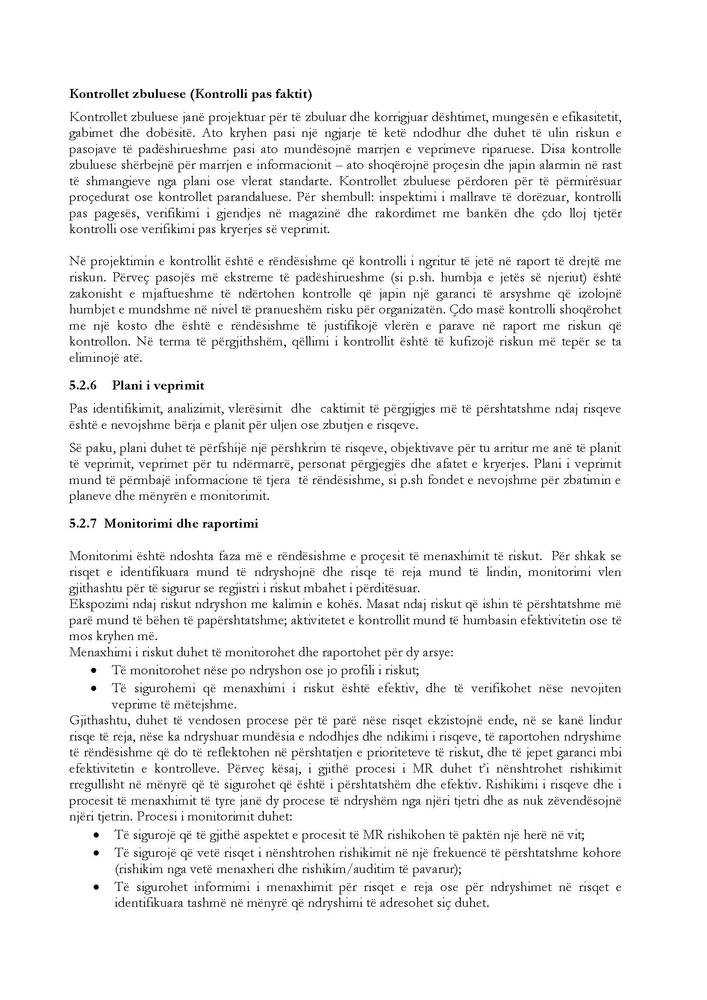 Kontrollet zbuluese (Kontrolli pas faktit)
Kontrollet zbuluese janë projektuar për të zbuluar dhe korrigjuar dështimet, mungesën e efikasitetit,
gabimet dhe dobësitë. Ato kryhen pasi një ngjarje të ketë ndodhur dhe duhet të ulin riskun e
pasojave të padëshirueshme pasi ato mundësojnë marrjen e veprimeve riparuese. Disa kontrolle
zbuluese shërbejnë për marrjen e informacionit – ato shoqërojnë proçesin dhe japin alarmin në rast
të shmangieve nga plani ose vlerat standarte. Kontrollet zbuluese përdoren për të përmirësuar
proçedurat ose kontrollet parandaluese. Për shembull: inspektimi i mallrave të dorëzuar, kontrolli
pas pagesës, verifikimi i gjendjes në magazinë dhe rakordimet me bankën dhe çdo lloj tjetër
kontrolli ose verifikimi pas kryerjes së veprimit.
Në projektimin e kontrollit është e rëndësishme që kontrolli i ngritur të jetë në raport të drejtë me
riskun. Përveç pasojës më ekstreme të padëshirueshme (si p.sh. humbja e jetës së njeriut) është
zakonisht e mjaftueshme të ndërtohen kontrolle që japin një garanci të arsyshme që izolojnë
humbjet e mundshme në nivel të pranueshëm risku për organizatën. Çdo masë kontrolli shoqërohet
me një kosto dhe është e rëndësishme të justifikojë vlerën e parave në raport me riskun që
kontrollon. Në terma të përgjithshëm, qëllimi i kontrollit është të kufizojë riskun më tepër se ta
eliminojë atë.
5.2.6 Plani i veprimit
Pas identifikimit, analizimit, vlerësimit dhe caktimit të përgjigjes më të përshtatshme ndaj risqeve
është e nevojshme bërja e planit për uljen ose zbutjen e risqeve.
Së paku, plani duhet të përfshijë një përshkrim të risqeve, objektivave për tu arritur me anë të planit
të veprimit, veprimet për tu ndërmarrë, personat përgjegjës dhe afatet e kryerjes. Plani i veprimit
mund të përmbajë informacione të tjera të rëndësishme, si p.sh fondet e nevojshme për zbatimin e
planeve dhe mënyrën e monitorimit.
5.2.7 Monitorimi dhe raportimi
Monitorimi është ndoshta faza më e rëndësishme e proçesit të menaxhimit të riskut. Për shkak se
risqet e identifikuara mund të ndryshojnë dhe risqe të reja mund të lindin, monitorimi vlen
gjithashtu për të sigurur se regjistri i riskut mbahet i përditësuar.
Ekspozimi ndaj riskut ndryshon me kalimin e kohës. Masat ndaj riskut që ishin të përshtatshme më
parë mund të bëhen të papërshtatshme; aktivitetet e kontrollit mund të humbasin efektivitetin ose të
mos kryhen më.
Menaxhimi i riskut duhet të monitorohet dhe raportohet për dy arsye:
• Të monitorohet nëse po ndryshon ose jo profili i riskut;
• Të sigurohemi që menaxhimi i riskut është efektiv, dhe të verifikohet nëse nevojiten
veprime të mëtejshme.
Gjithashtu, duhet të vendosen procese për të parë nëse risqet ekzistojnë ende, në se kanë lindur
risqe të reja, nëse ka ndryshuar mundësia e ndodhjes dhe ndikimi i risqeve, të raportohen ndryshime
të rëndësishme që do të reflektohen në përshtatjen e prioriteteve të riskut, dhe të jepet garanci mbi
efektivitetin e kontrolleve. Përveç kësaj, i gjithë procesi i MR duhet t'i nënshtrohet rishikimit
rregullisht në mënyrë që të sigurohet që është i përshtatshëm dhe efektiv. Rishikimi i risqeve dhe i
procesit të menaxhimit të tyre janë dy procese të ndryshëm nga njëri tjetri dhe as nuk zëvendësojnë
njëri tjetrin. Procesi i monitorimit duhet:
• Të sigurojë që të gjithë aspektet e procesit të MR rishikohen të paktën një herë në vit;
• Të sigurojë që vetë risqet i nënshtrohen rishikimit në një frekuencë të përshtatshme kohore
(rishikim nga vetë menaxheri dhe rishikim/auditim të pavarur);
• Të sigurohet informimi i menaxhimit për risqet e reja ose për ndryshimet në risqet e
identifikuara tashmë në mënyrë që ndryshimi të adresohet siç duhet.